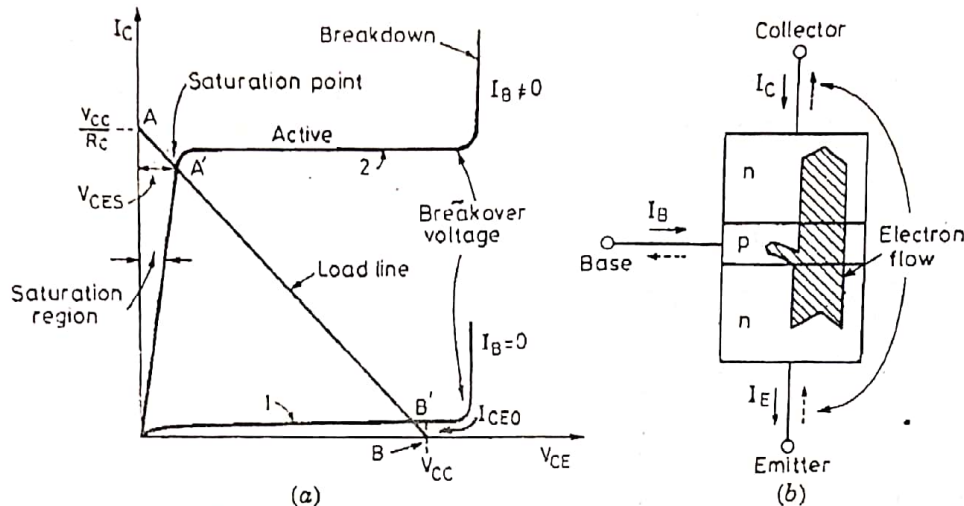 I_C
Breakdown
Saturation point
I_B≠0
V_CC
R_C
A
Active
A'
2
V_CES
Breakover
voltage
Load line
Saturation
region
I_B=0
1
B'
I_CEO
B
V_CC
V_CE
(a)
Collector
I_C
n
I_B
p
Base
Electron
flow
n
I_E
Emitter
(b)